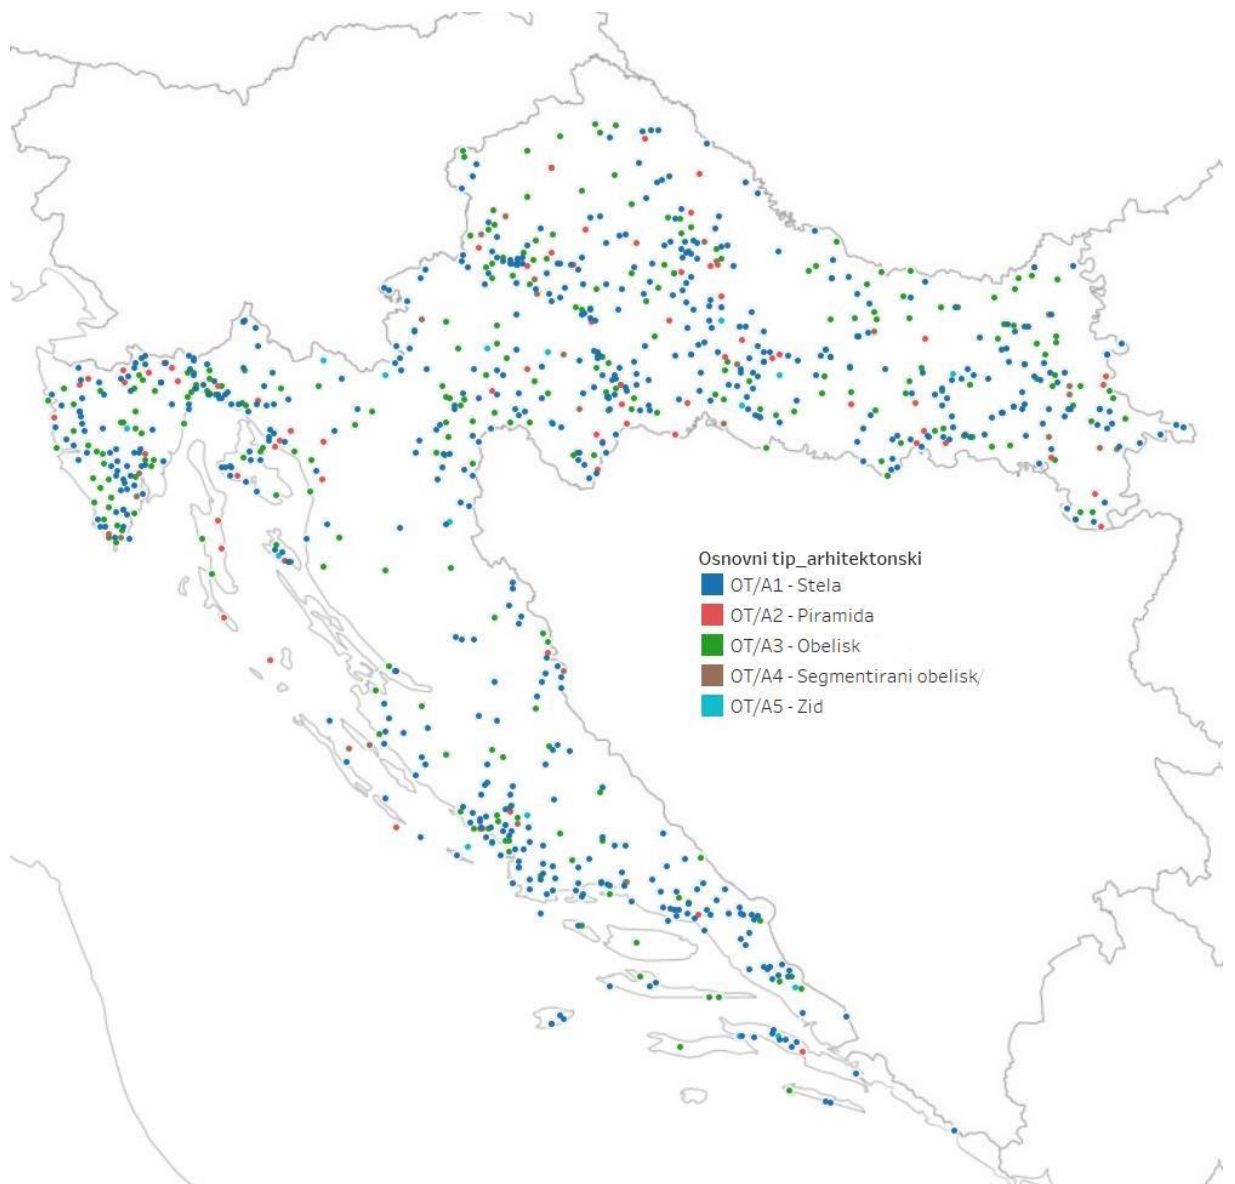 Osnovni tip_arhitektonski
OT/A1 - Stela
OT/A2 - Piramida
OT/A3 - Obelisk
OT/A4 - Segmentirani obelisk/
OT/A5 - Zid